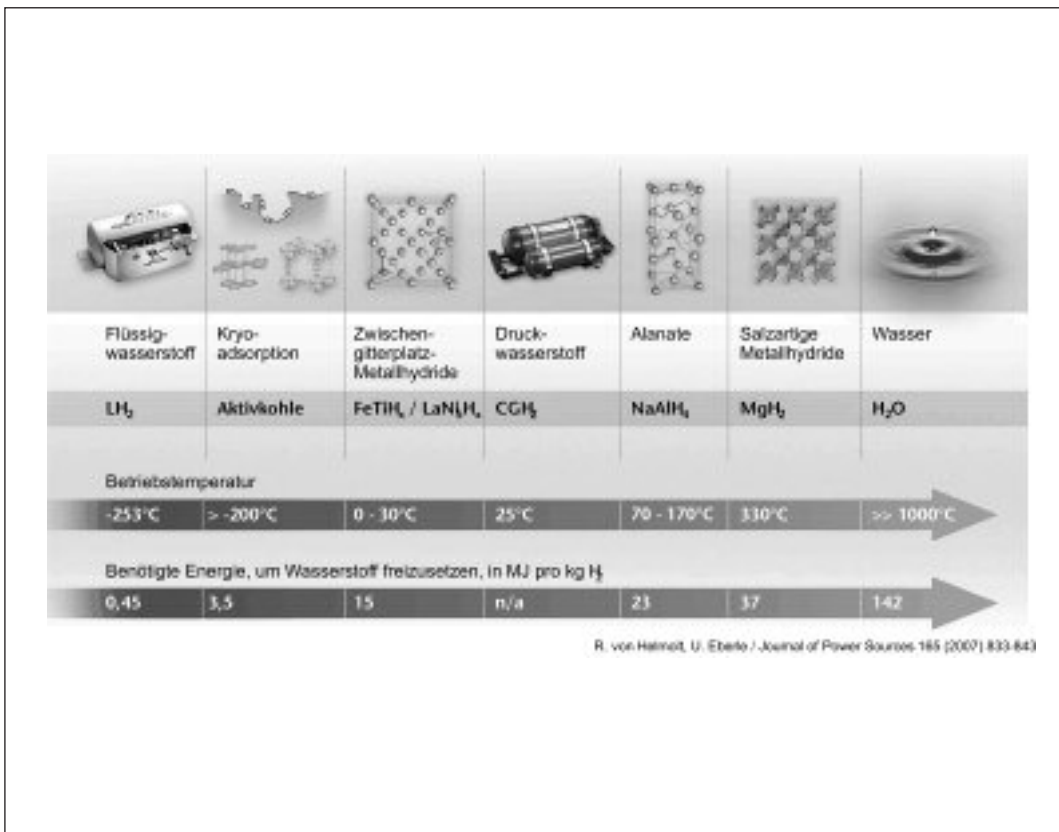 Flüssig-
wasserstoff
Kryo-
adsorption
Zwischen-
gitterplatz-
Metallhydride
Druck-
wasserstoff
Alanate
Salzartige
Metallhydride
Wasser
LH₂
Aktivkohle
FeTiHₓ / LaNi₅Hₓ
CGH₂
NaAlH₄
MgH₂
H₂O
Betriebstemperatur
-253°C
> -200°C
0 - 30°C
25°C
70 - 170°C
330°C
>> 1000°C
Benötigte Energie, um Wasserstoff freizusetzen, in MJ pro kg H₂
0,45
3,5
15
n/a
23
37
142
R. von Helmolt, U. Eberle / Journal of Power Sources 165 (2007) 833-843